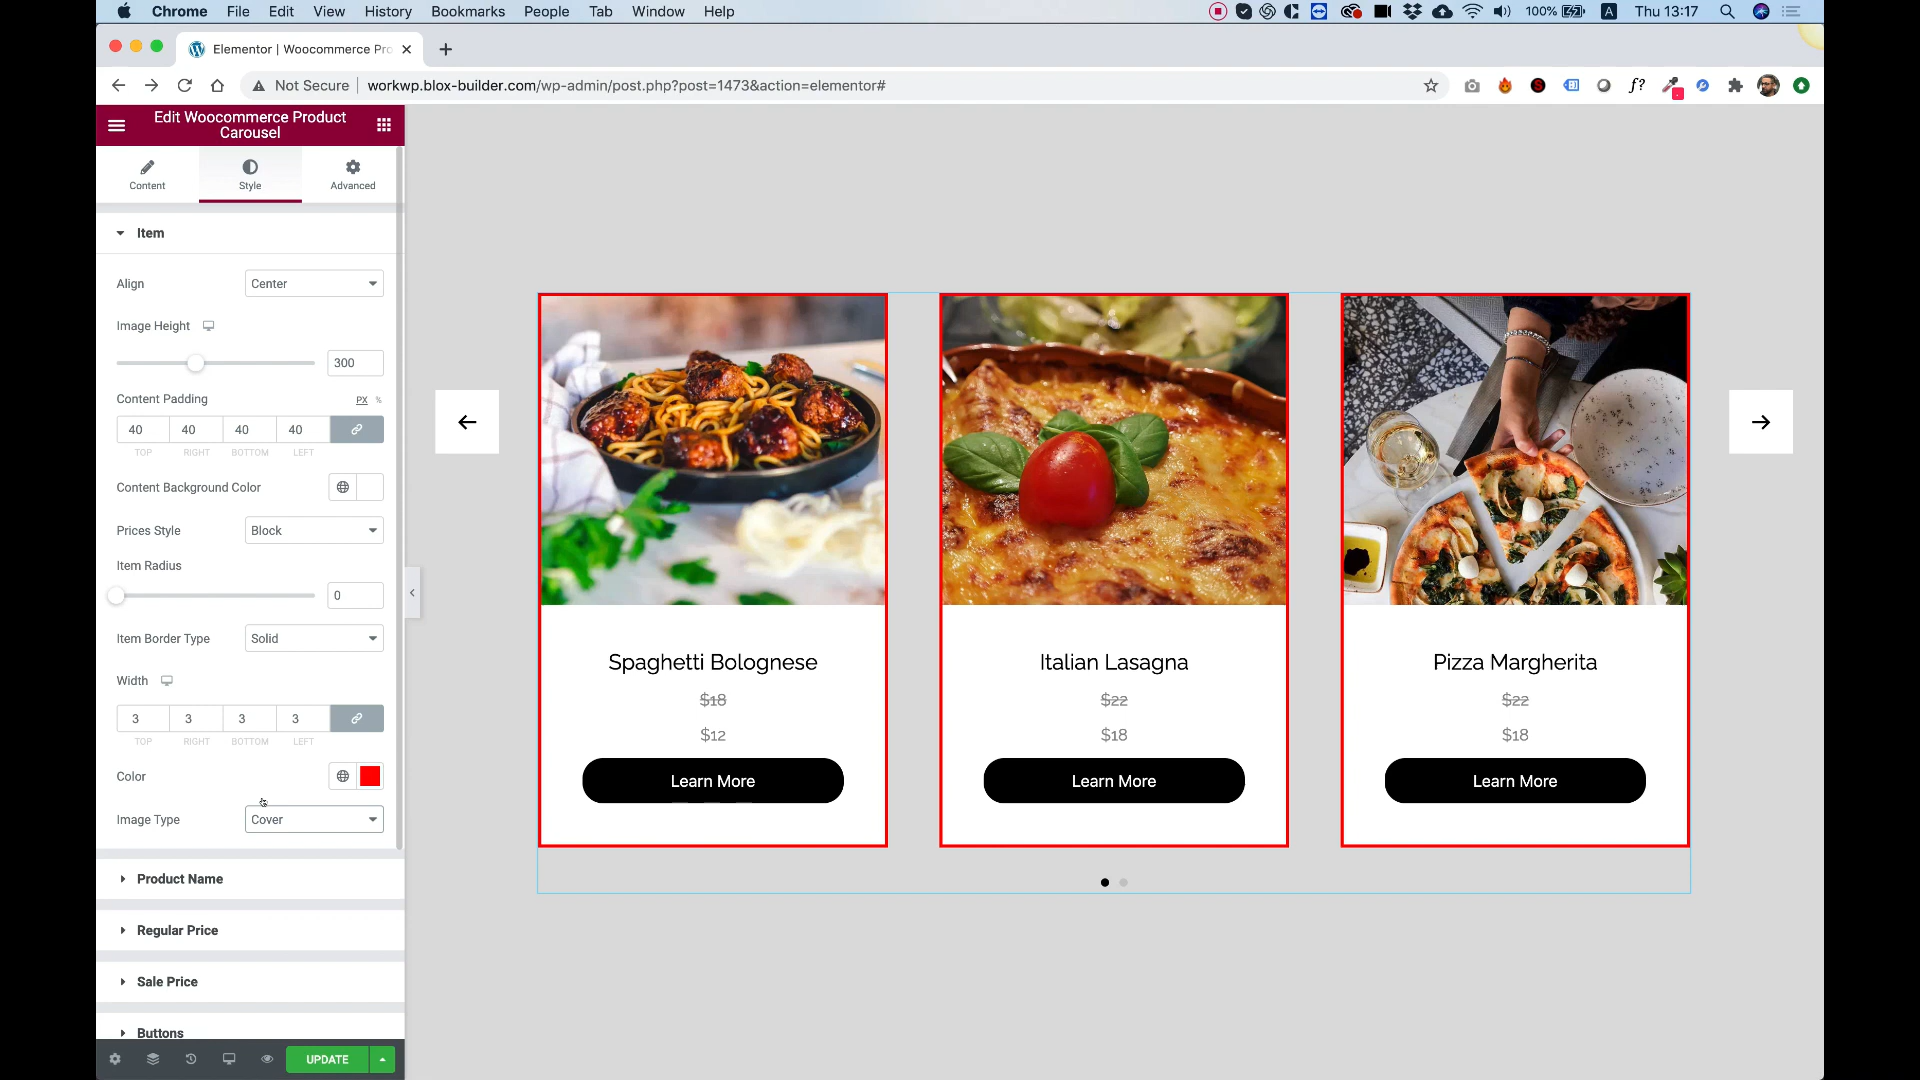 Chrome File Edit View History Bookmarks People Tab Window Help 100% A Thu 13:17
Elementor | Woocommerce Pro
Not Secure workwp.blox-builder.com/wp-admin/post.php?post=1473&action=elementor#
Edit Woocommerce Product
Carousel
Content Style Advanced
Item
Align Center
Image Height
300
Content Padding PX %
40 40 40 40
TOP RIGHT BOTTOM LEFT
Content Background Color
Prices Style Block
Item Radius
0
Item Border Type Solid
Width
3 3 3 3
TOP RIGHT BOTTOM LEFT
Color
Image Type Cover
Product Name
Regular Price
Sale Price
Buttons
UPDATE
Spaghetti Bolognese
$18
$12
Learn More
Italian Lasagna
$22
$18
Learn More
Pizza Margherita
$22
$18
Learn More